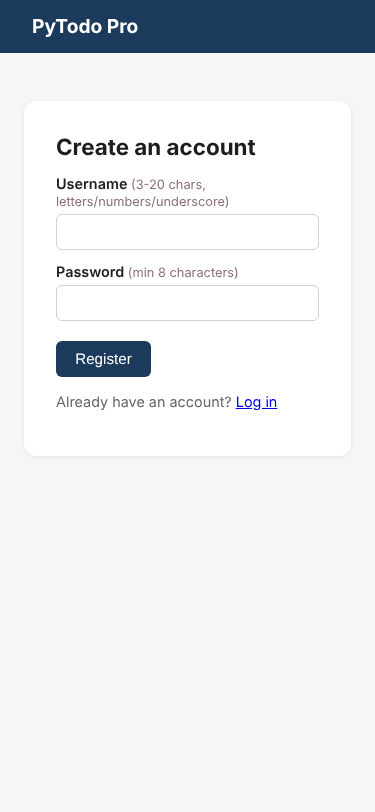 PyTodo Pro
Create an account
Username (3-20 chars,
letters/numbers/underscore)
Password (min 8 characters)
Register
Already have an account? Log in